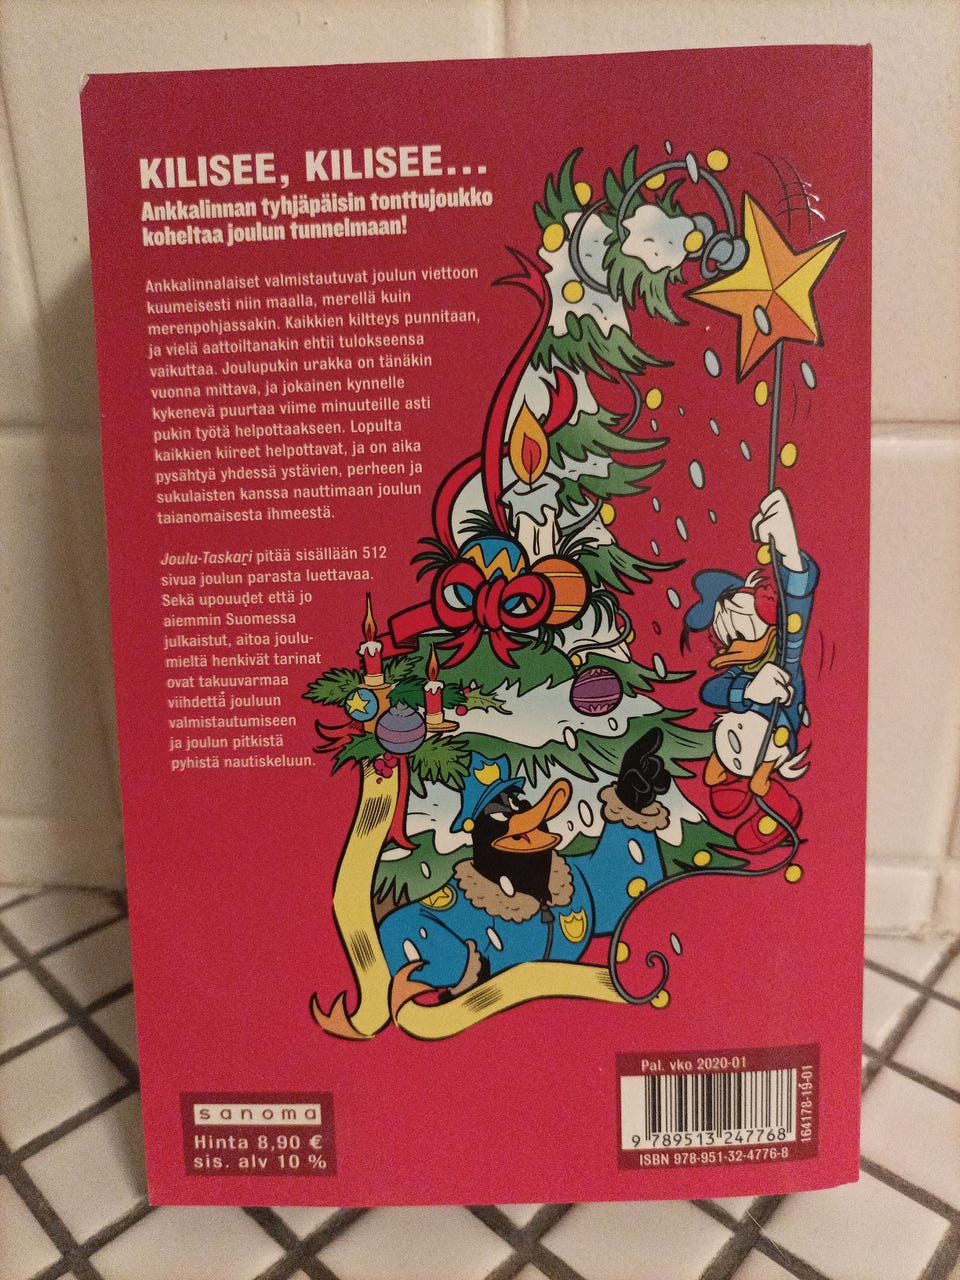 KILISEE, KILISEE...
Ankkalinnan tyhjäpäisin tonttujoukko
koheltaa joulun tunnelmaan!
Ankkalinnalaiset valmistautuvat joulun viettoon
kuumeisesti niin maalla, merellä kuin
merenpohjassakin. Kaikkien kiltteys punnitaan,
ja vielä aattoiltanakin ehtii tulokseensa
vaikuttaa. Joulupukin urakka on tänäkin
vuonna mittava, ja jokainen kynnelle
kykenevä puurtaa viime minuuteille asti
pukin työtä helpottaakseen. Lopulta
kaikkien kiireet helpottavat, ja on aika
pysähtyä yhdessä ystävien, perheen ja
sukulaisten kanssa nauttimaan joulun
taianomaisesta ihmeestä.
Joulu-Taskari pitää sisällään 512
sivua joulun parasta luettavaa.
Sekä upouudet että jo
aiemmin Suomessa
julkaistut, aitoa joulu-
mieltä henkivät tarinat
ovat takuuvarmaa
viihdettä jouluun
valmistautumiseen
ja joulun pitkistä
pyhistä nautiskeluun.
sanoma
Hinta 8,90 €
sis. alv 10 %
Pal. vko 2020-01
9 789513 247768
ISBN 978-951-32-4776-8
164178-19-01